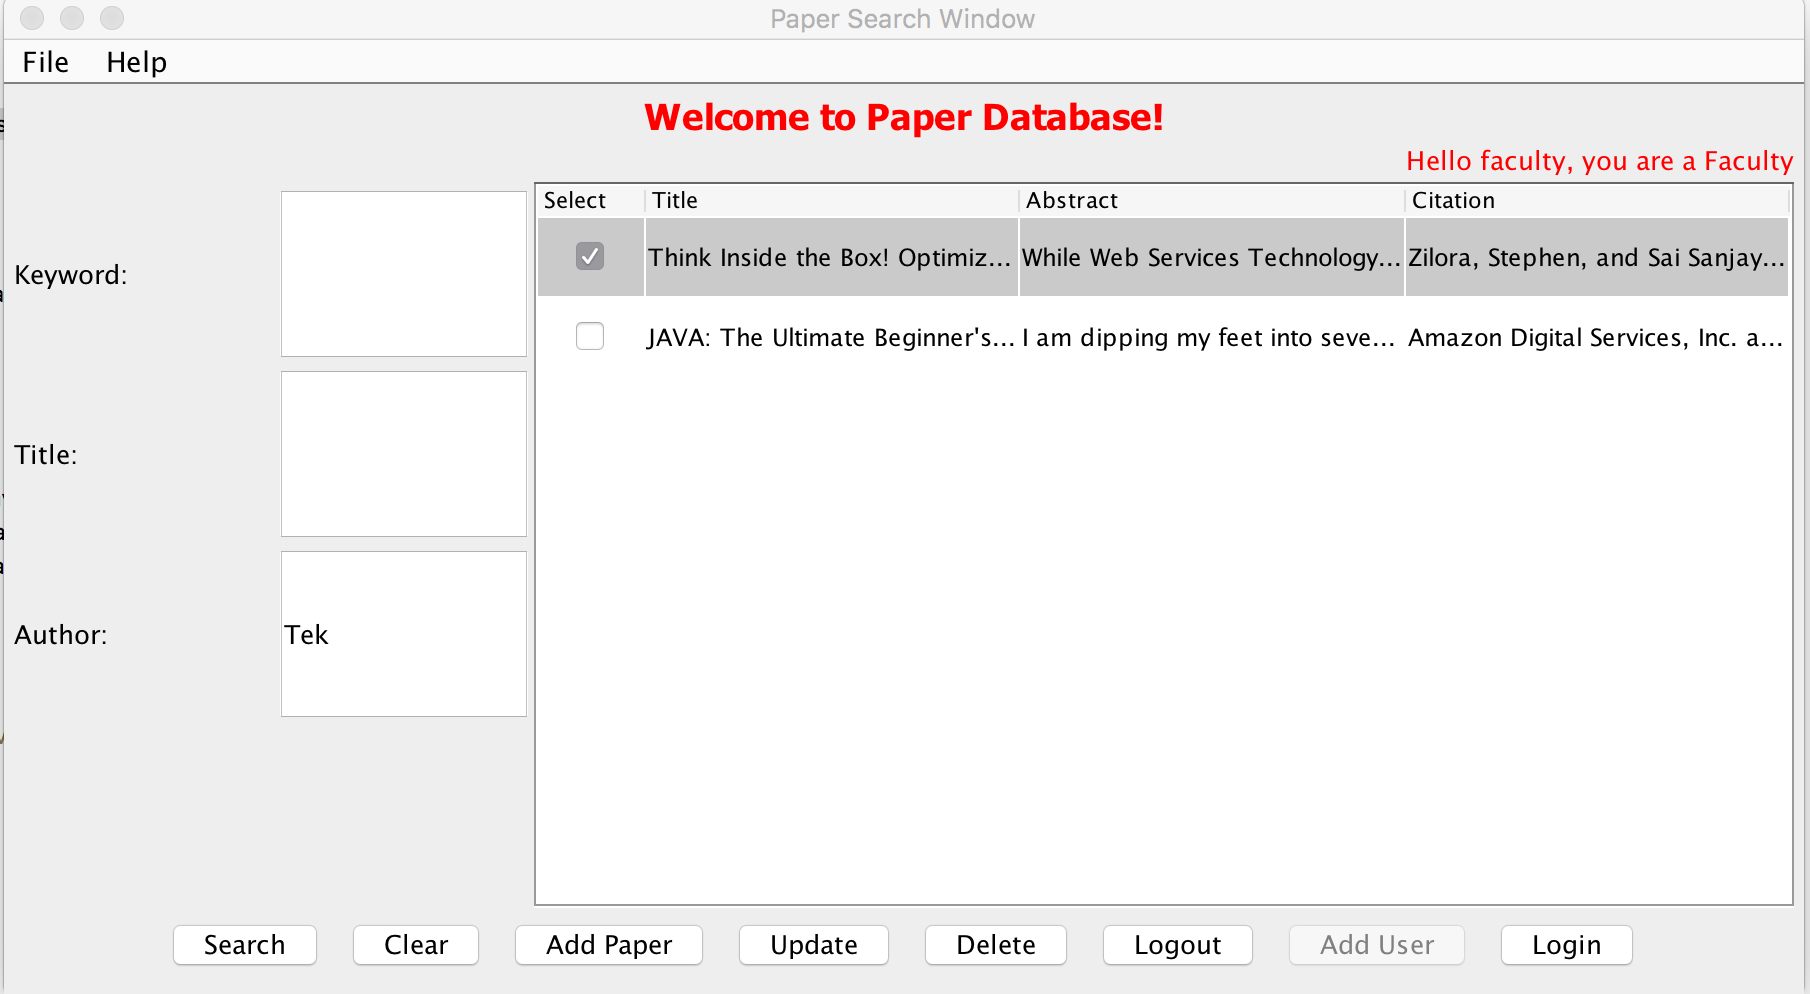 Paper Search Window
File Help
Welcome to Paper Database!
Hello faculty, you are a Faculty
Select Title Abstract Citation
Think Inside the Box! Optimiz... While Web Services Technology... Zilora, Stephen, and Sai Sanjay...
JAVA: The Ultimate Beginner's... I am dipping my feet into seve... Amazon Digital Services, Inc. a...
Keyword:
Title:
Author: Tek
Search Clear Add Paper Update Delete Logout Add User Login